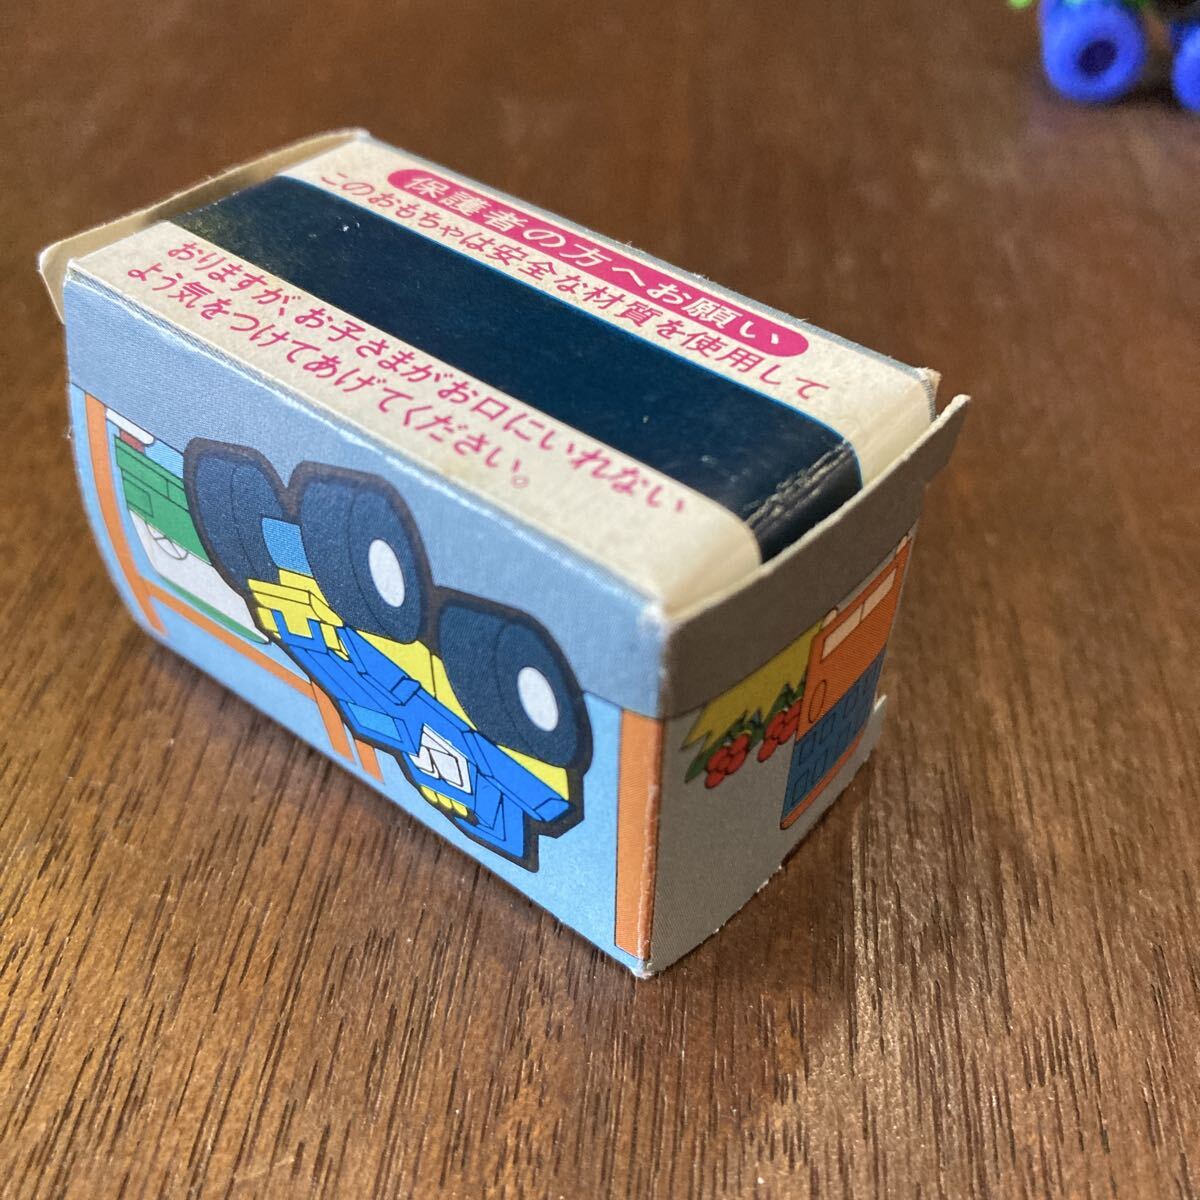 保護者の方へお願い
このおもちゃは安全な材質を使用して
おりますが、お子さまがお口にいれない
よう気をつけてあげてください。